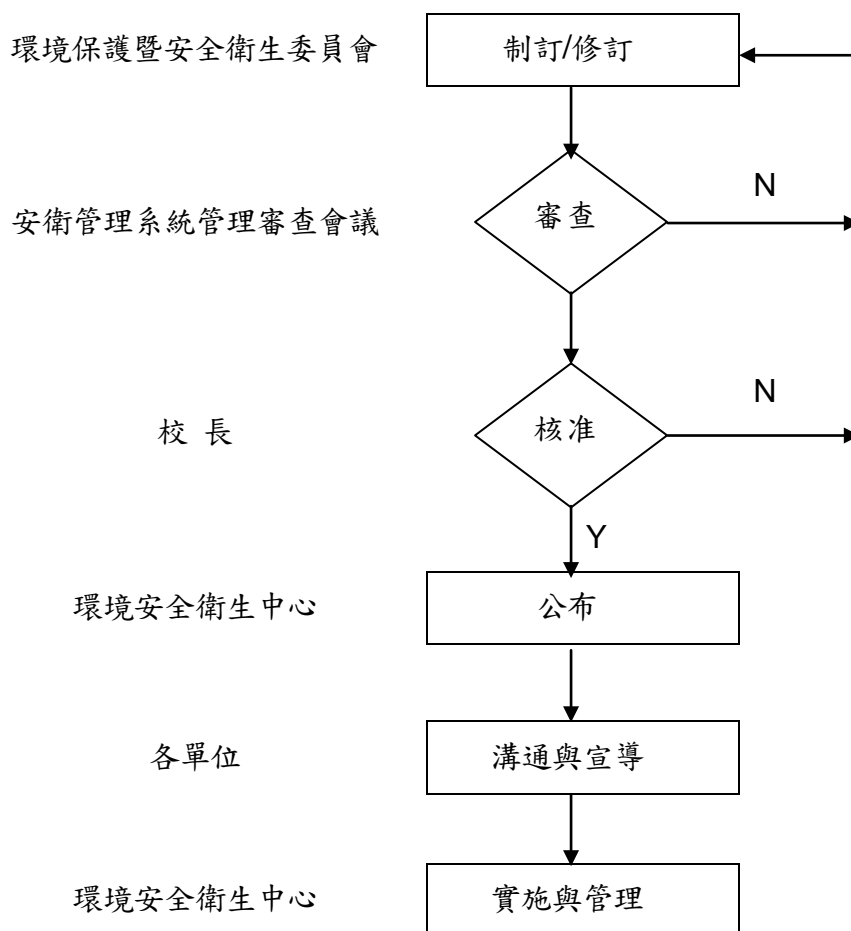 環境保護暨安全衛生委員會
制訂/修訂
安衛管理系統管理審查會議
審查
N
校 長
核准
N
Y
環境安全衛生中心
公布
各單位
溝通與宣導
環境安全衛生中心
實施與管理